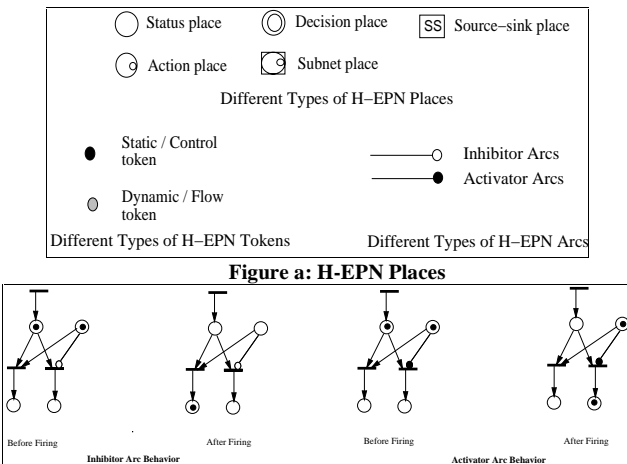 Status place
Decision place
SS
Source-sink place
Action place
Subnet place
Different Types of H-EPN Places
Static / Control
token
Inhibitor Arcs
Activator Arcs
Dynamic / Flow
token
Different Types of H-EPN Tokens
Different Types of H-EPN Arcs
Figure a: H-EPN Places
Before Firing
After Firing
Before Firing
After Firing
Inhibitor Arc Behavior
Activator Arc Behavior